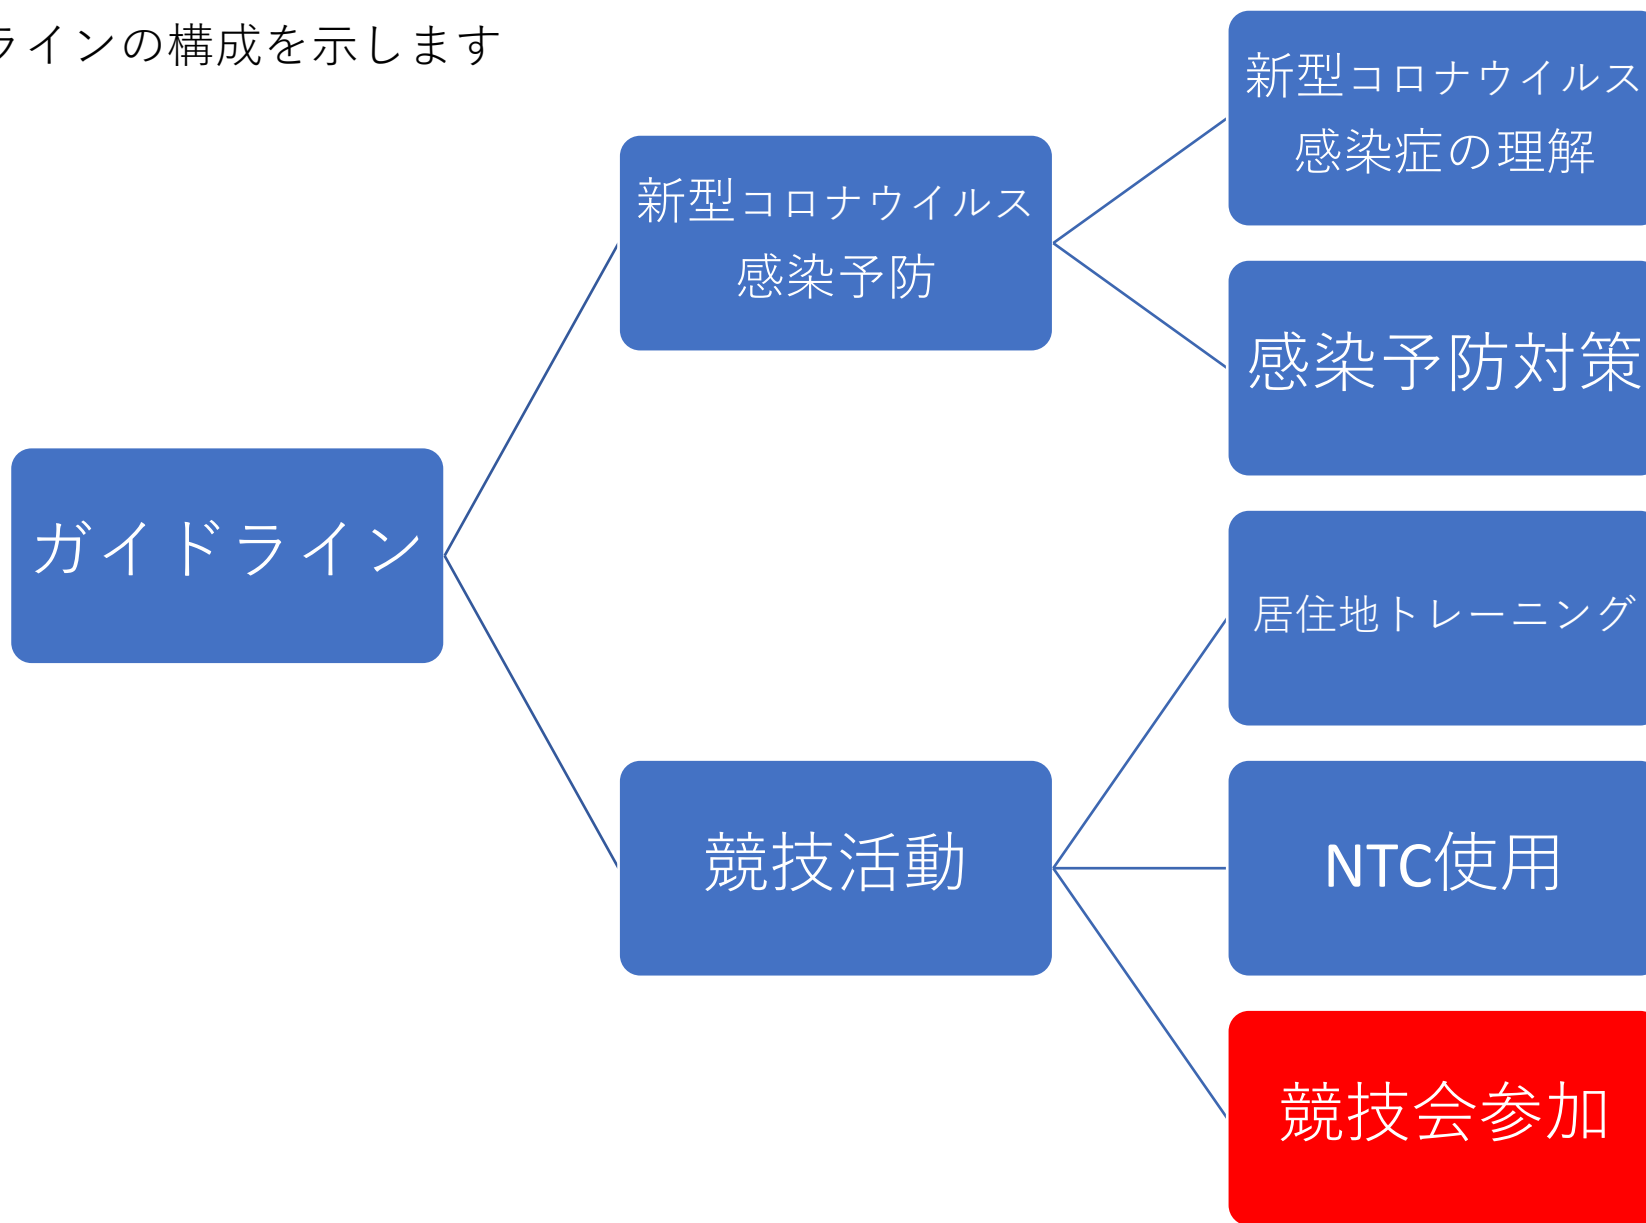 ラインの構成を示します
新型コロナウイルス
感染症の理解
新型コロナウイルス
感染予防
感染予防対策
ガイドライン
居住地トレーニング
競技活動
NTC使用
競技会参加